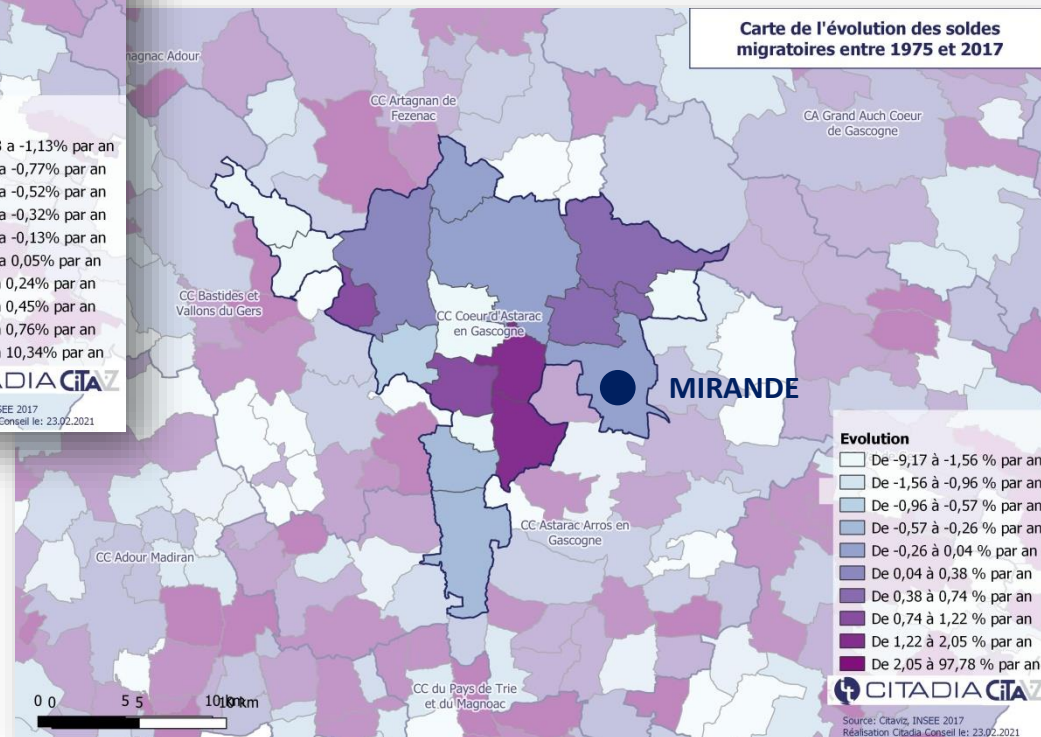 Carte de l'évolution des soldes
migratoires entre 1975 et 2017
Adour
CC Artagnan de
Fezenac
CA Grand Auch Coeur
de Gascogne
a -1,13% par an
a -0,77% par an
a -0,52% par an
a -0,32% par an
a -0,13% par an
a 0,05% par an
0,24% par an
0,45% par an
0,76% par an
10,34% par an
CiTAZ
2017
Conseil le: 23.02.2021
CC Bastides et
Vallons du Gers
CC Coeur d'Astarac
en Gascogne
MIRANDE
CC Astarac Arros en
Gascogne
CC Adour Madiran
CC du Pays de Trie
et du Magnoac
0 0 5 5 10 km
Evolution
De -9,17 à -1,56 % par an
De -1,56 à -0,96 % par an
De -0,96 à -0,57 % par an
De -0,57 à -0,26 % par an
De -0,26 à 0,04 % par an
De 0,04 à 0,38 % par an
De 0,38 à 0,74 % par an
De 0,74 à 1,22 % par an
De 1,22 à 2,05 % par an
De 2,05 à 97,78 % par an
CITADIA CiTAZ
Source: Citaviz, INSEE 2017
Réalisation Citadia Conseil le: 23.02.2021